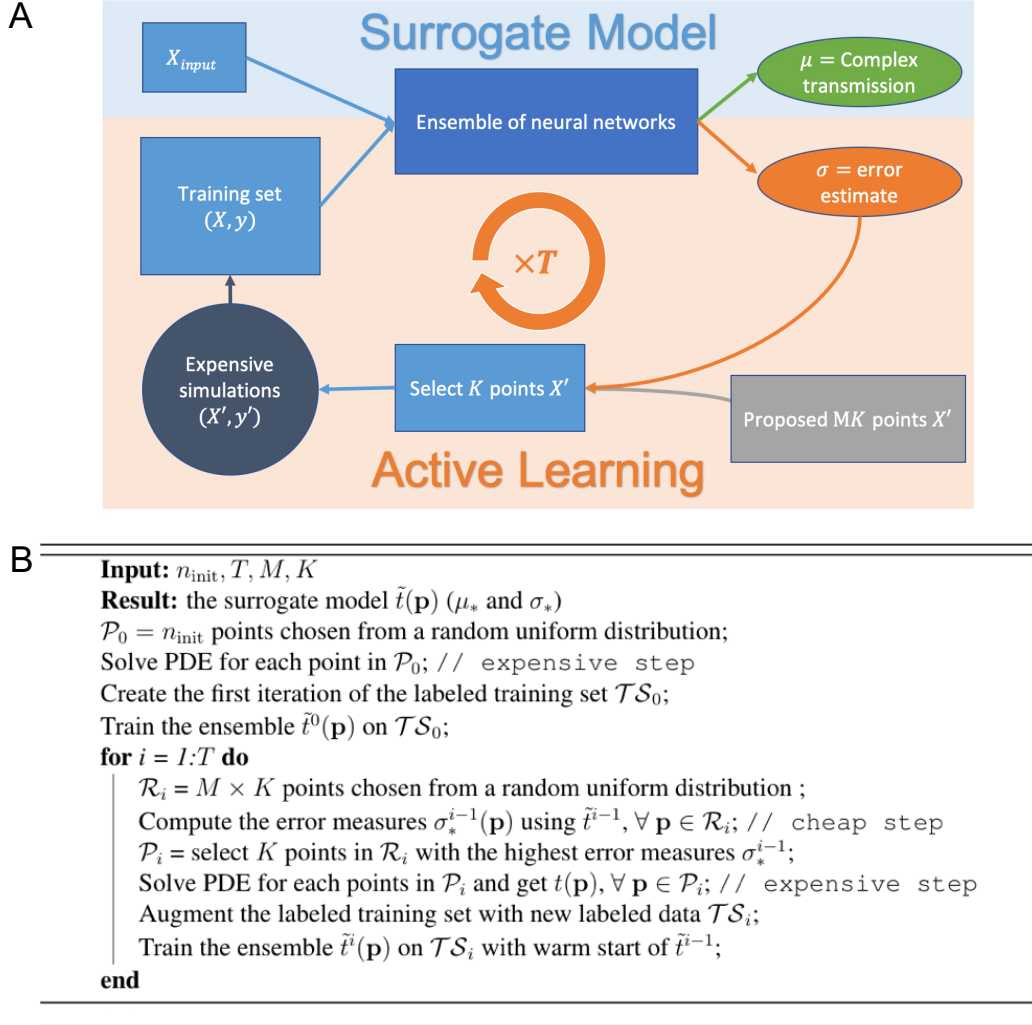 A
Surrogate Model
X_input
Ensemble of neural networks
μ = Complex
transmission
σ = error
estimate
Training set
(X, y)
×T
Expensive
simulations
(X′, y′)
Select K points X′
Proposed MK points X′
Active Learning
B
Input: n_init, T, M, K
Result: the surrogate model t̃(p) (μ_* and σ_*)
𝒫_0 = n_init points chosen from a random uniform distribution;
Solve PDE for each point in 𝒫_0; // expensive step
Create the first iteration of the labeled training set 𝒯𝒮_0;
Train the ensemble t̃^0(p) on 𝒯𝒮_0;
for i = 1:T do
ℛ_i = M × K points chosen from a random uniform distribution ;
Compute the error measures σ_*^{i−1}(p) using t̃^{i−1}, ∀ p ∈ ℛ_i; // cheap step
𝒫_i = select K points in ℛ_i with the highest error measures σ_*^{i−1};
Solve PDE for each points in 𝒫_i and get t(p), ∀ p ∈ 𝒫_i; // expensive step
Augment the labeled training set with new labeled data 𝒯𝒮_i;
Train the ensemble t̃^i(p) on 𝒯𝒮_i with warm start of t̃^{i−1};
end